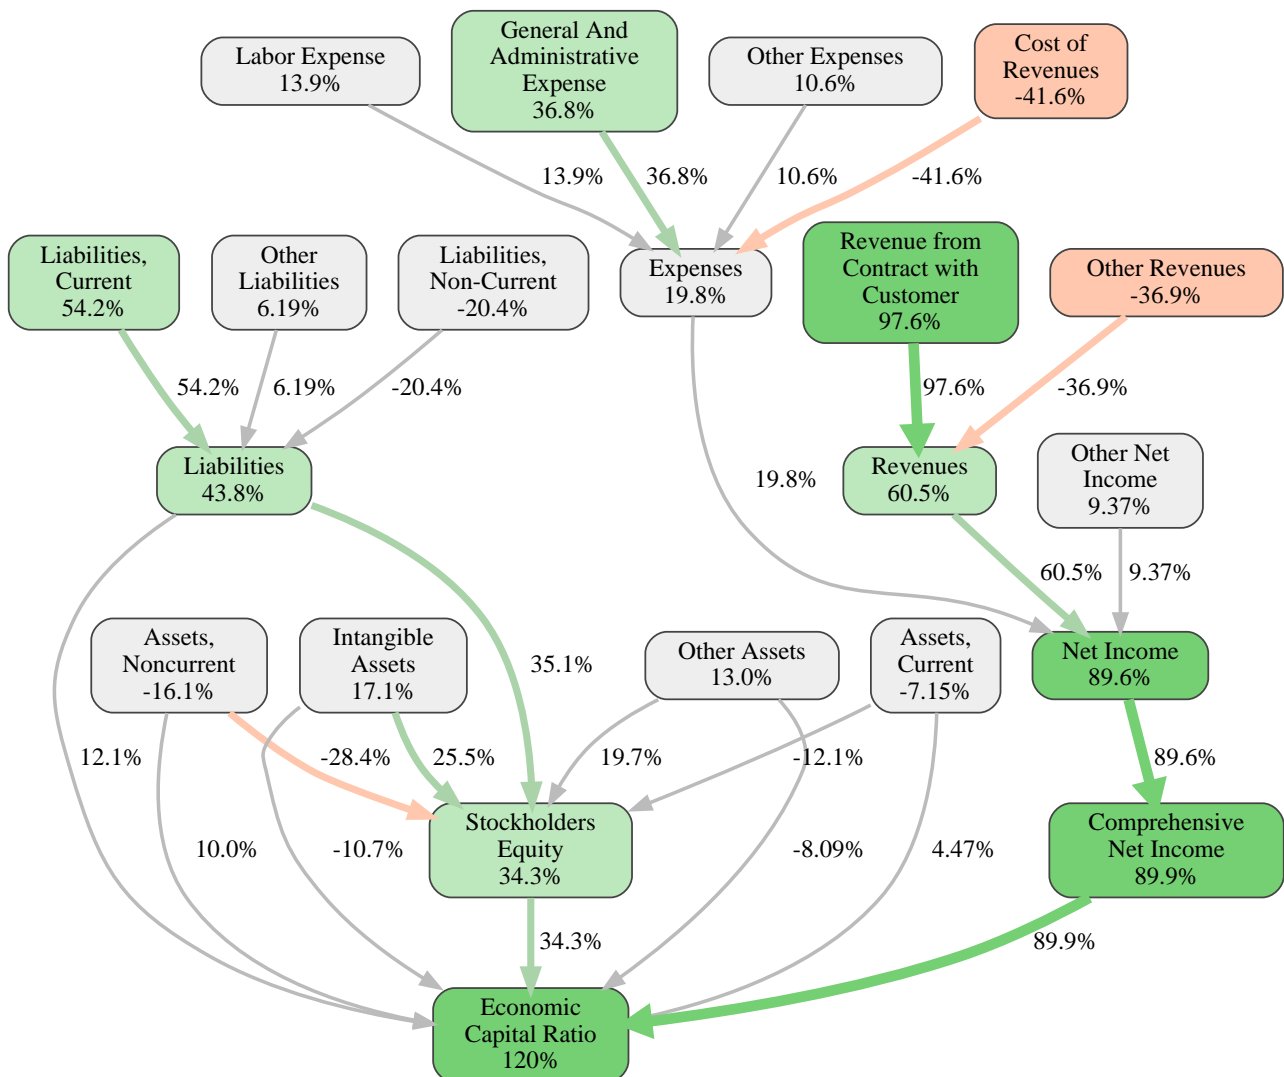 Labor Expense
13.9%
General And
Administrative
Expense
36.8%
Other Expenses
10.6%
Cost of
Revenues
-41.6%
13.9%
36.8%
10.6%
-41.6%
Liabilities,
Current
54.2%
Other
Liabilities
6.19%
Liabilities,
Non-Current
-20.4%
Expenses
19.8%
Revenue from
Contract with
Customer
97.6%
Other Revenues
-36.9%
54.2%
6.19%
-20.4%
97.6%
-36.9%
Liabilities
43.8%
19.8%
Revenues
60.5%
Other Net
Income
9.37%
60.5%
9.37%
Assets,
Noncurrent
-16.1%
Intangible
Assets
17.1%
35.1%
Other Assets
13.0%
Assets,
Current
-7.15%
Net Income
89.6%
12.1%
-28.4%
25.5%
19.7%
-12.1%
89.6%
10.0%
-10.7%
Stockholders
Equity
34.3%
-8.09%
4.47%
Comprehensive
Net Income
89.9%
34.3%
89.9%
Economic
Capital Ratio
120%